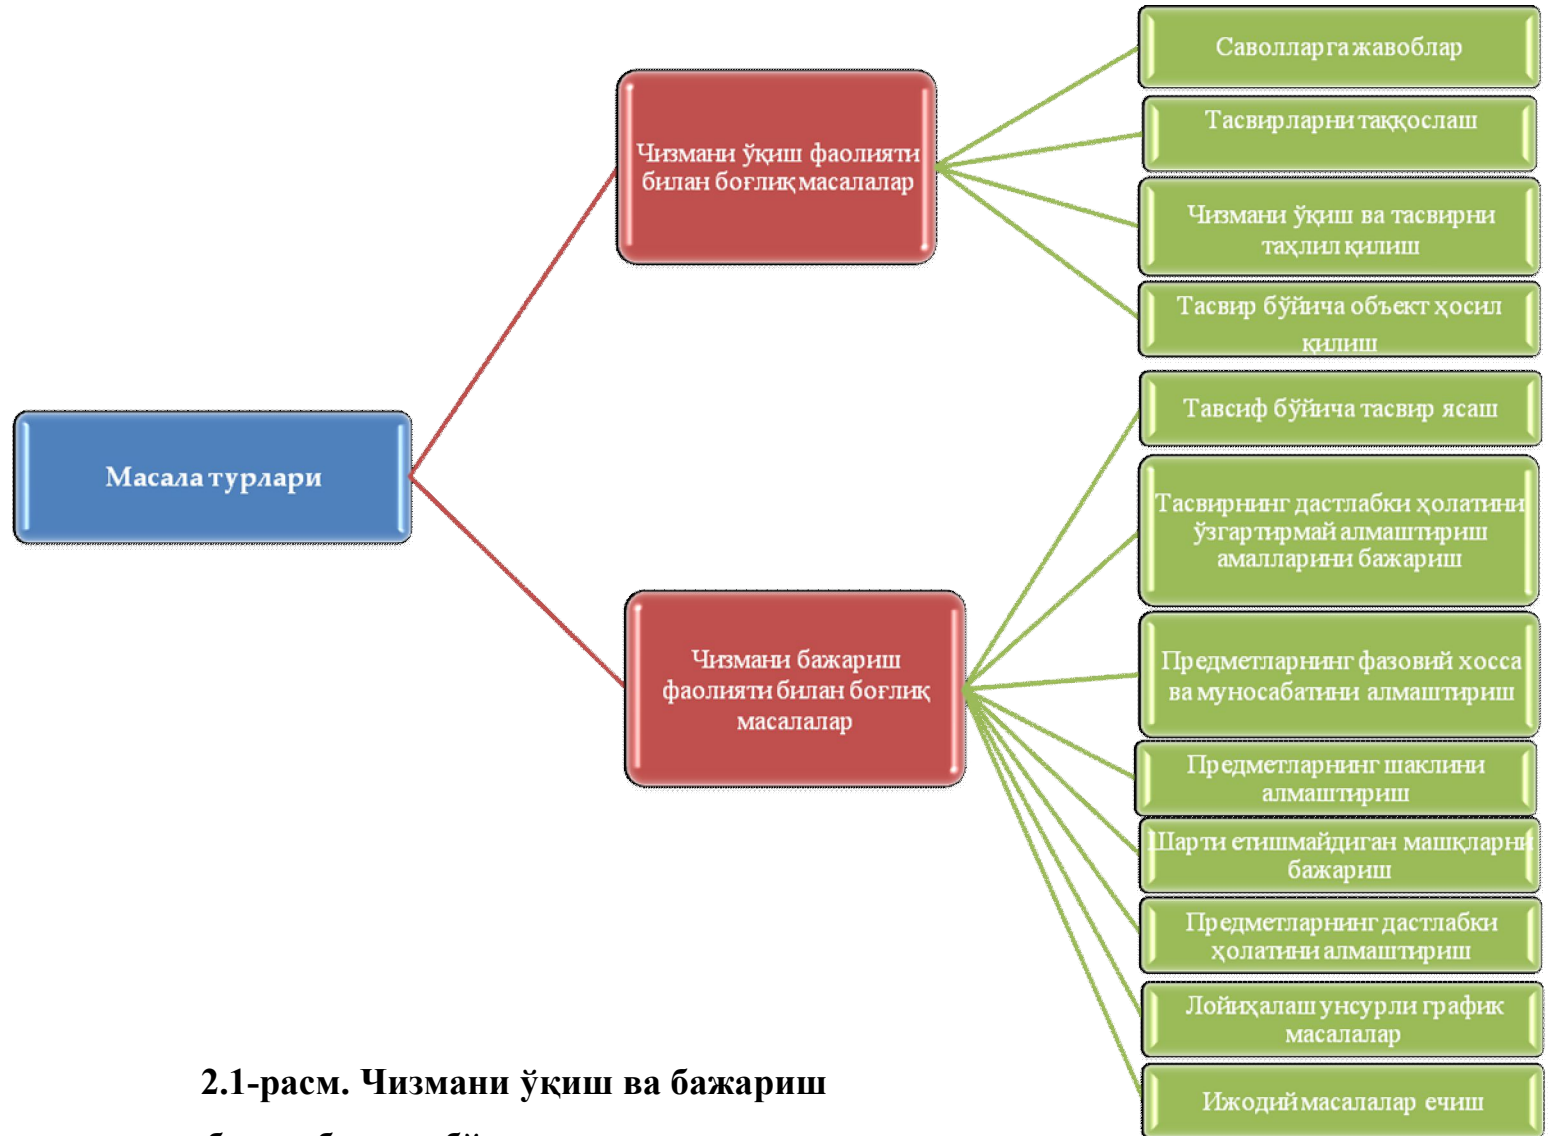 Масала турлари
Чизмани ўқиш фаолияти
билан боғлиқ масалалар
Саволларга жавоблар
Тасвирларни таққослаш
Чизмани ўқиш ва тасвирни
таҳлил қилиш
Тасвир бўйича объект ҳосил
қилиш
Чизмани бажариш
фаолияти билан боғлиқ
масалалар
Тавсиф бўйича тасвир ясаш
Тасвирнинг дастлабки ҳолатини
ўзгартирмай алмаштириш
амалларини бажариш
Предметларнинг фазовий хосса
ва муносабатини алмаштириш
Предметларнинг шаклини
алмаштириш
Шарти етишмайдиган машқларни
бажариш
Предметларнинг дастлабки
ҳолатини алмаштириш
Лойиҳалаш унсурли график
масалалар
Ижодий масалалар ечиш
2.1-расм. Чизмани ўқиш ва бажариш